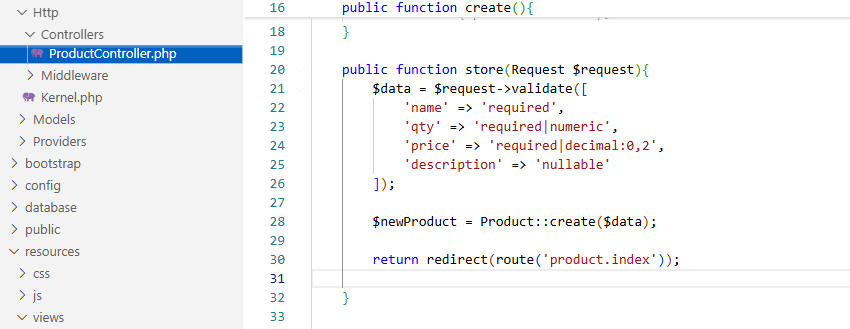 Http
Controllers
ProductController.php
Middleware
Kernel.php
Models
Providers
bootstrap
config
database
public
resources
css
js
views
16 public function create(){
18 }
19
20 public function store(Request $request){
21 $data = $request->validate([
22 'name' => 'required',
23 'qty' => 'required|numeric',
24 'price' => 'required|decimal:0,2',
25 'description' => 'nullable'
26 ]);
27
28 $newProduct = Product::create($data);
29
30 return redirect(route('product.index'));
31
32 }
33